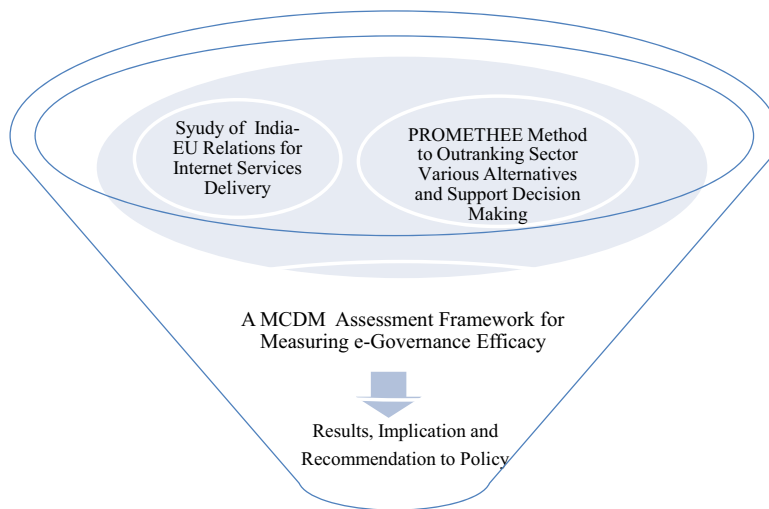 Syudy of India-
EU Relations for
Internet Services
Delivery
PROMETHEE Method
to Outranking Sector
Various Alternatives
and Support Decision
Making
A MCDM Assessment Framework for
Measuring e-Governance Efficacy
Results, Implication and
Recommendation to Policy